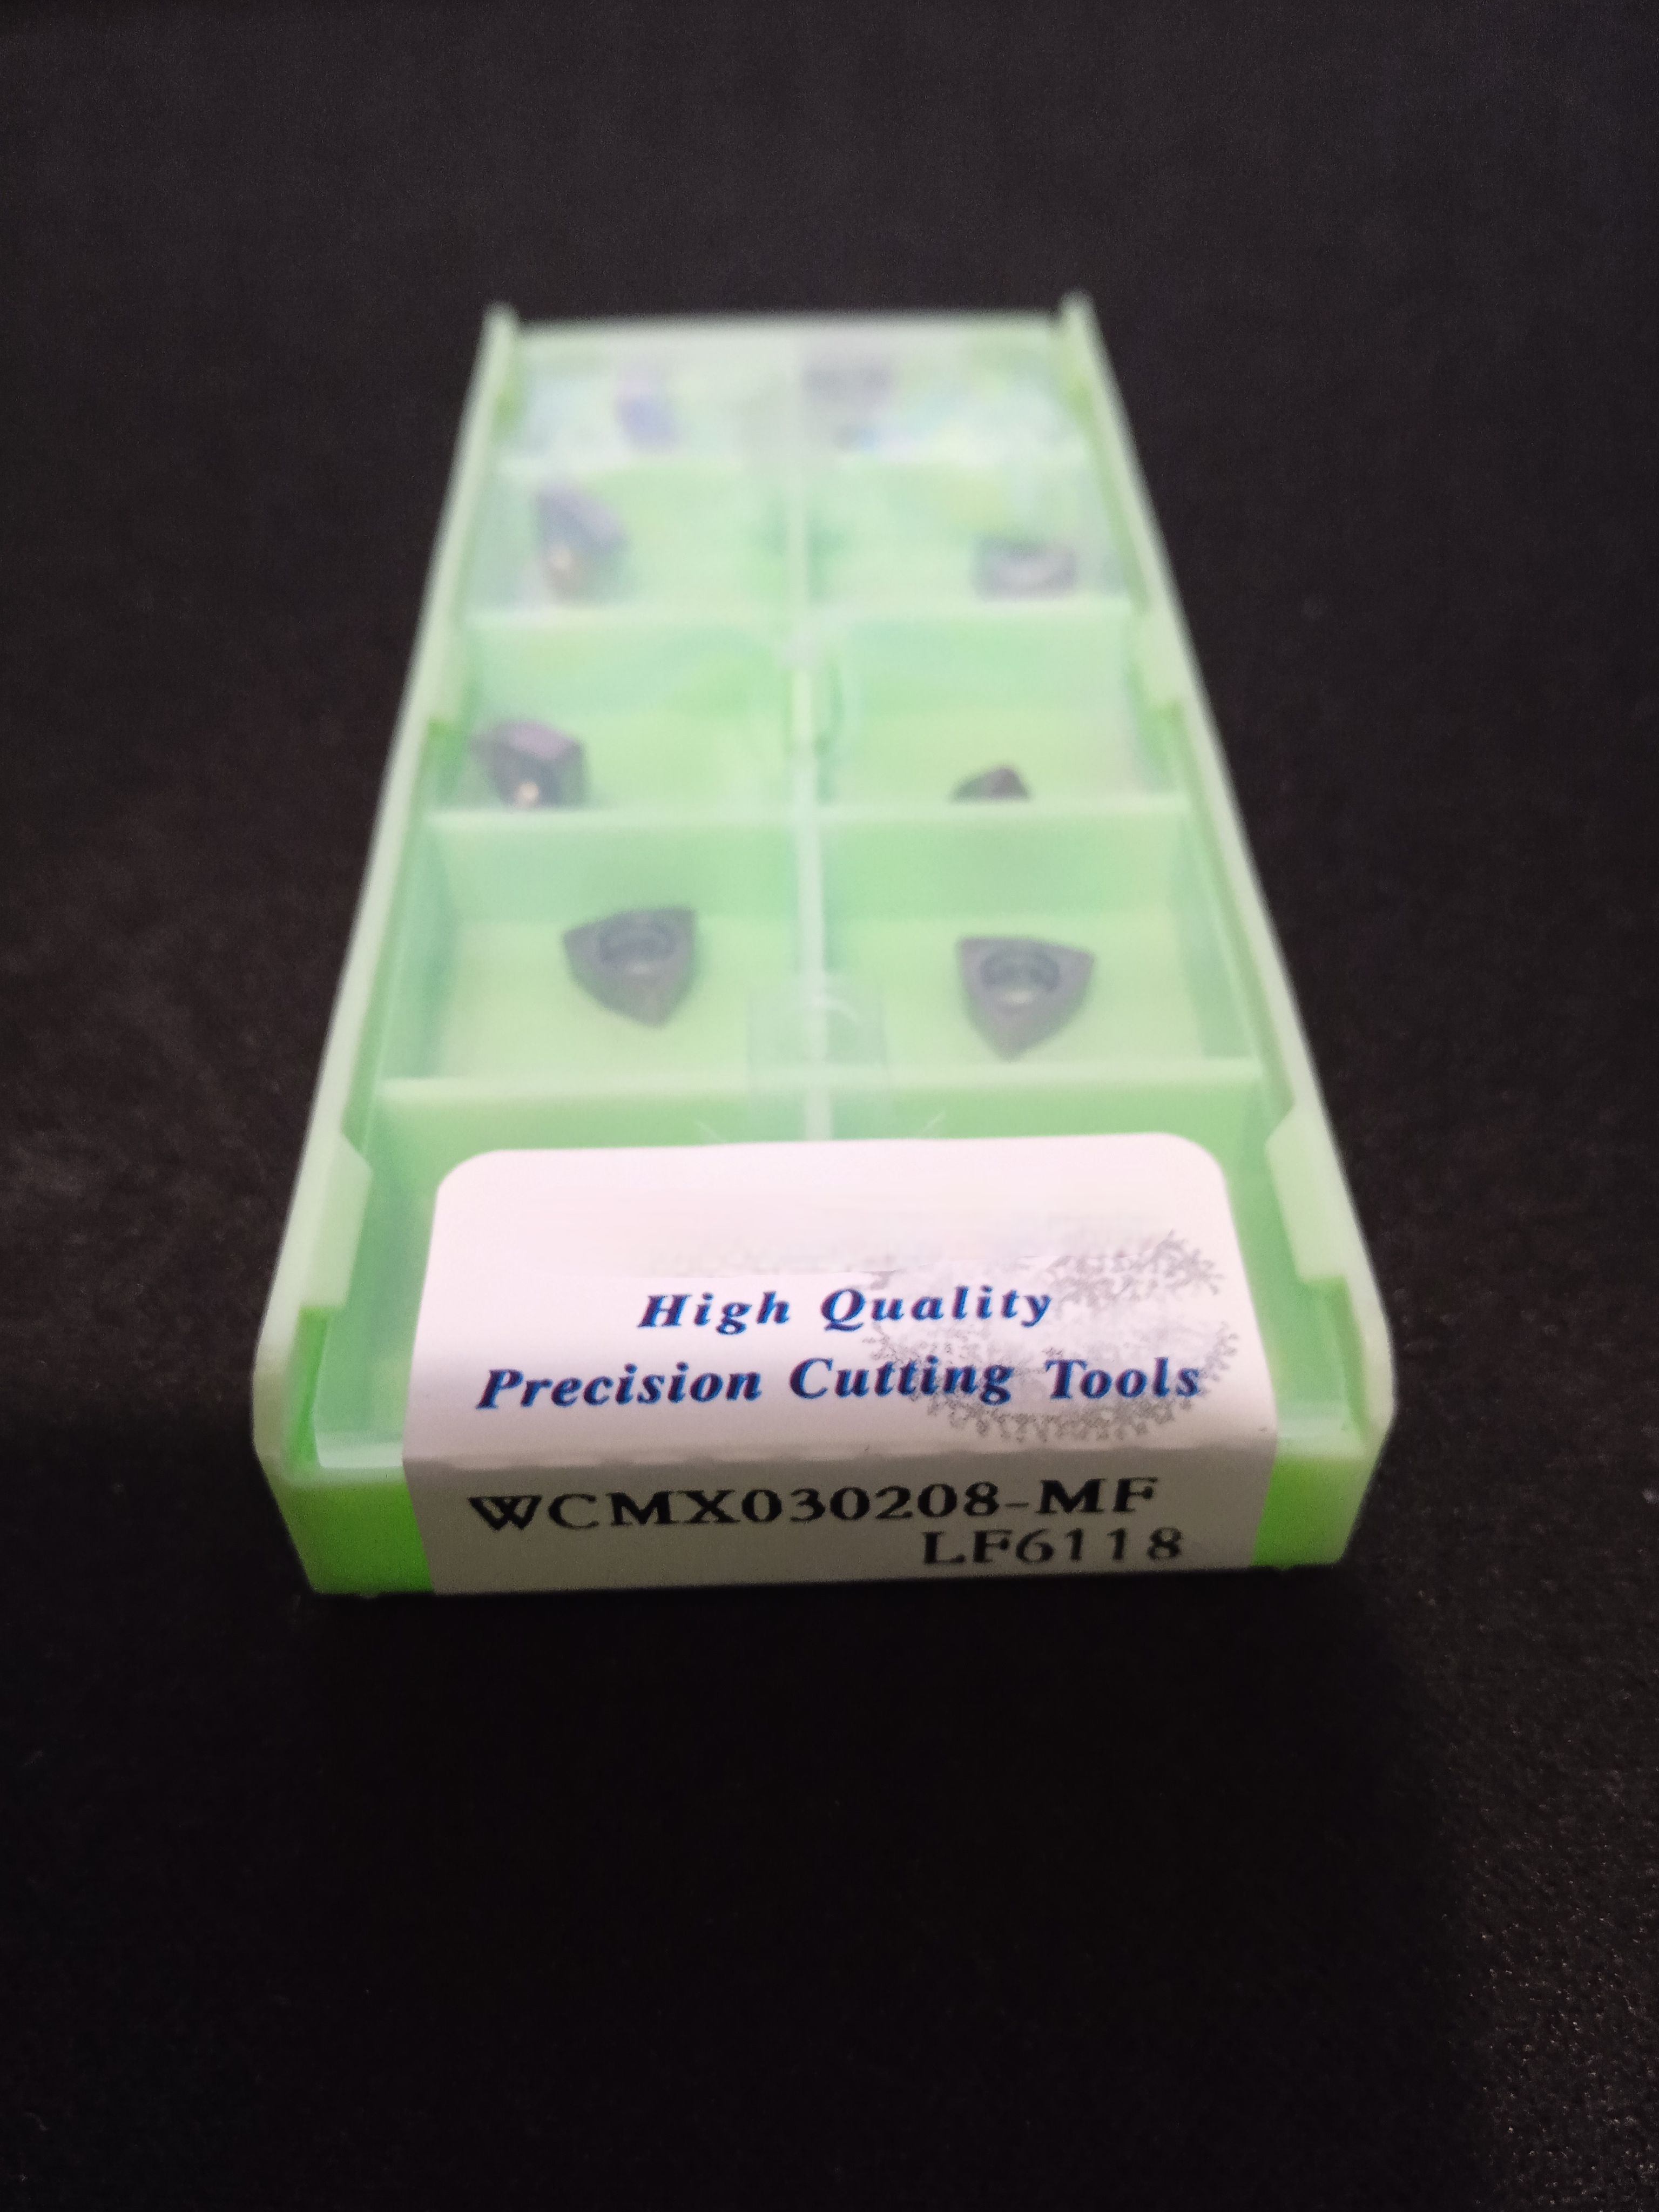 High Quality
Precision Cutting Tools
WCMX030208-MF
LF6118